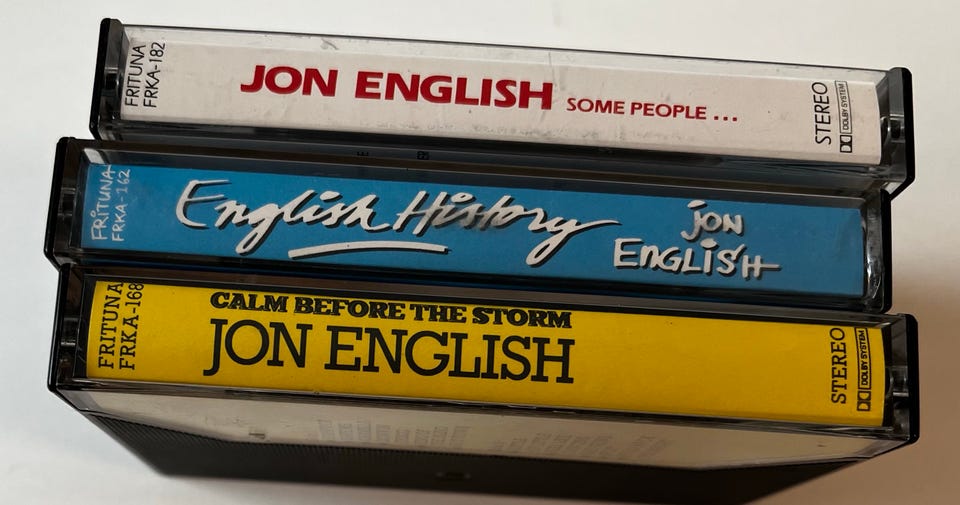 FRITUNA
FRKA-182
JON ENGLISH SOME PEOPLE...
STEREO
DOLBY SYSTEM
FRITUNA
FRKA-162
English History
JON
ENGLISH
FRITUNA
FRKA-168
CALM BEFORE THE STORM
JON ENGLISH
STEREO
DOLBY SYSTEM